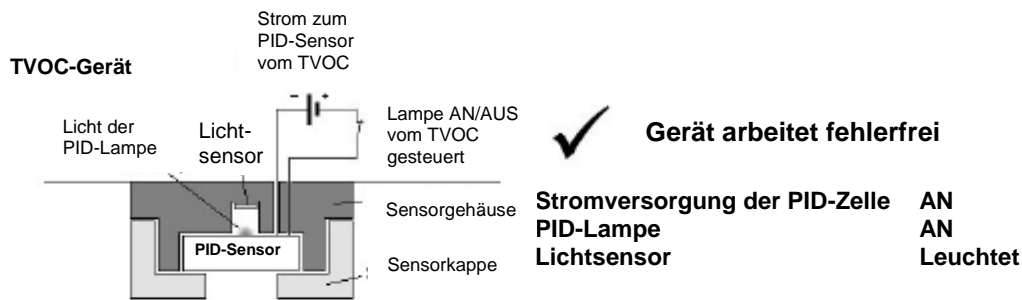 Strom zum
PID-Sensor
vom TVOC
TVOC-Gerät
- +
Licht der
PID-Lampe
Licht-
sensor
Lampe AN/AUS
vom TVOC
gesteuert
Gerät arbeitet fehlerfrei
Sensorgehäuse
PID-Sensor
Sensorkappe
Stromversorgung der PID-Zelle AN
PID-Lampe AN
Lichtsensor Leuchtet